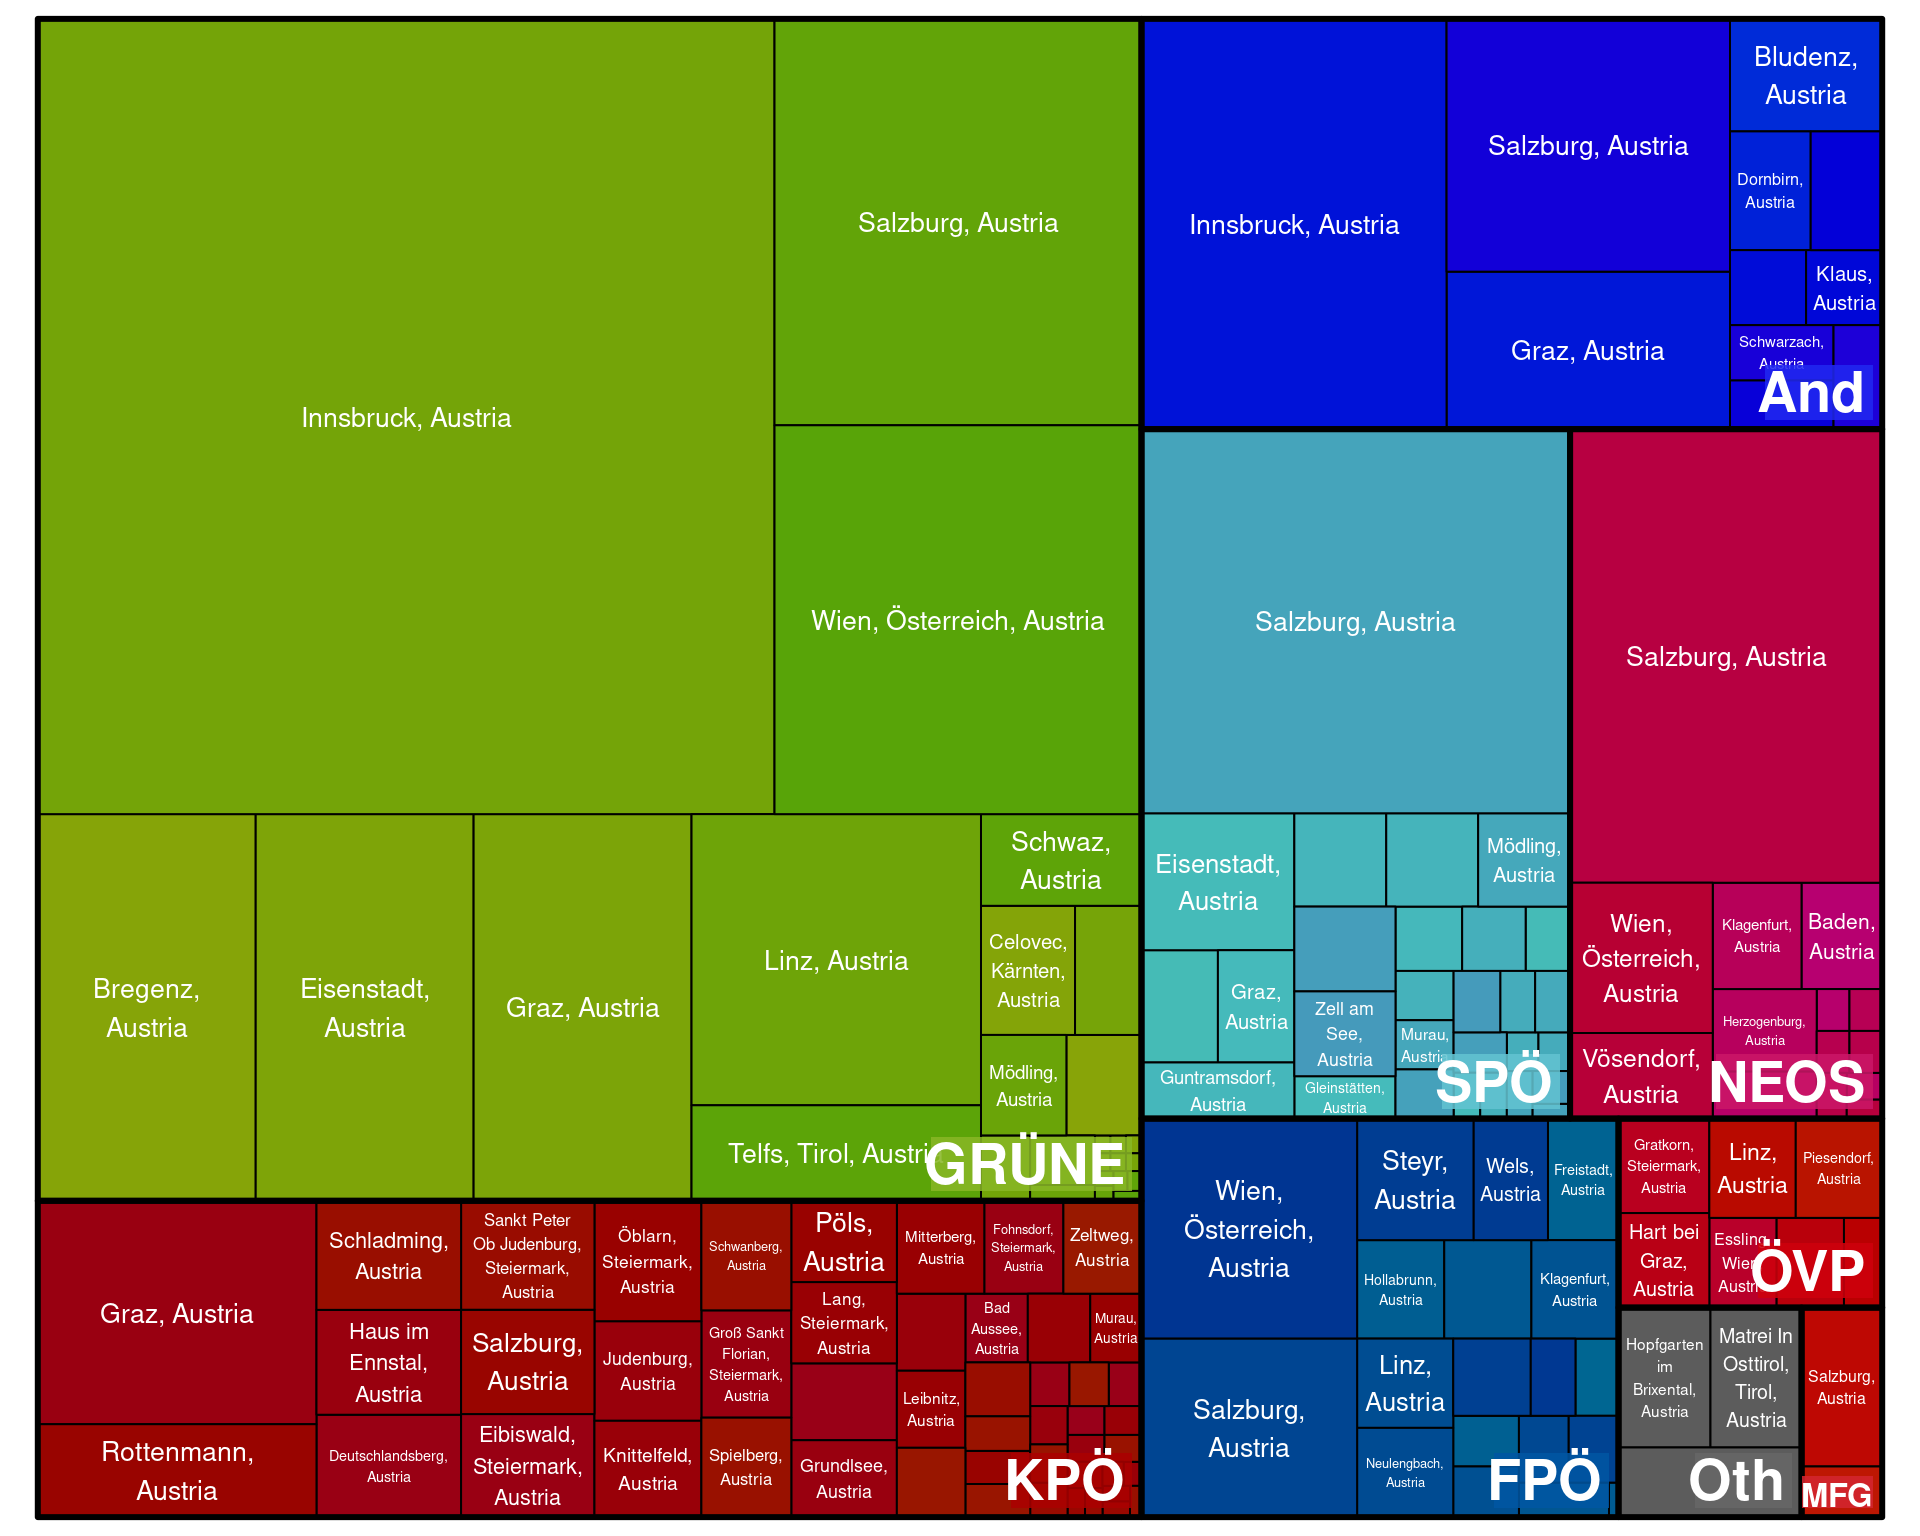 Innsbruck, Austria
Salzburg, Austria
Wien, Österreich, Austria
Bregenz,
Austria
Eisenstadt,
Austria
Graz, Austria
Linz, Austria
Telfs, Tirol, Austria
Schwaz,
Austria
Celovec,
Kärnten,
Austria
Mödling,
Austria
GRÜNE
Innsbruck, Austria
Salzburg, Austria
Graz, Austria
Bludenz,
Austria
Dornbirn,
Austria
Klaus,
Austria
Schwarzach,
Austria
And
Salzburg, Austria
Eisenstadt,
Austria
Graz,
Austria
Guntramsdorf,
Austria
Mödling,
Austria
Zell am
See,
Austria
Gleinstätten,
Austria
Murau,
Austria
SPÖ
Salzburg, Austria
Wien,
Österreich,
Austria
Vösendorf,
Austria
Klagenfurt,
Austria
Baden,
Austria
Herzogenburg,
Austria
NEOS
Graz, Austria
Rottenmann,
Austria
Schladming,
Austria
Haus im
Ennstal,
Austria
Deutschlandsberg,
Austria
Sankt Peter
Ob Judenburg,
Steiermark,
Austria
Salzburg,
Austria
Eibiswald,
Steiermark,
Austria
Öblarn,
Steiermark,
Austria
Judenburg,
Austria
Knittelfeld,
Austria
Schwanberg,
Austria
Groß Sankt
Florian,
Steiermark,
Austria
Spielberg,
Austria
Pöls,
Austria
Lang,
Steiermark,
Austria
Grundlsee,
Austria
Mitterberg,
Austria
Fohnsdorf,
Steiermark,
Austria
Zeltweg,
Austria
Leibnitz,
Austria
Bad
Aussee,
Austria
Murau,
Austria
KPÖ
Wien,
Österreich,
Austria
Salzburg,
Austria
Steyr,
Austria
Wels,
Austria
Freistadt,
Austria
Hollabrunn,
Austria
Klagenfurt,
Austria
Linz,
Austria
Neulengbach,
Austria
FPÖ
Gratkorn,
Steiermark,
Austria
Hart bei
Graz,
Austria
Linz,
Austria
Piesendorf,
Austria
Essling,
Wien,
Austria
ÖVP
Hopfgarten
im
Brixental,
Austria
Matrei In
Osttirol,
Tirol,
Austria
Oth
Salzburg,
Austria
MFG